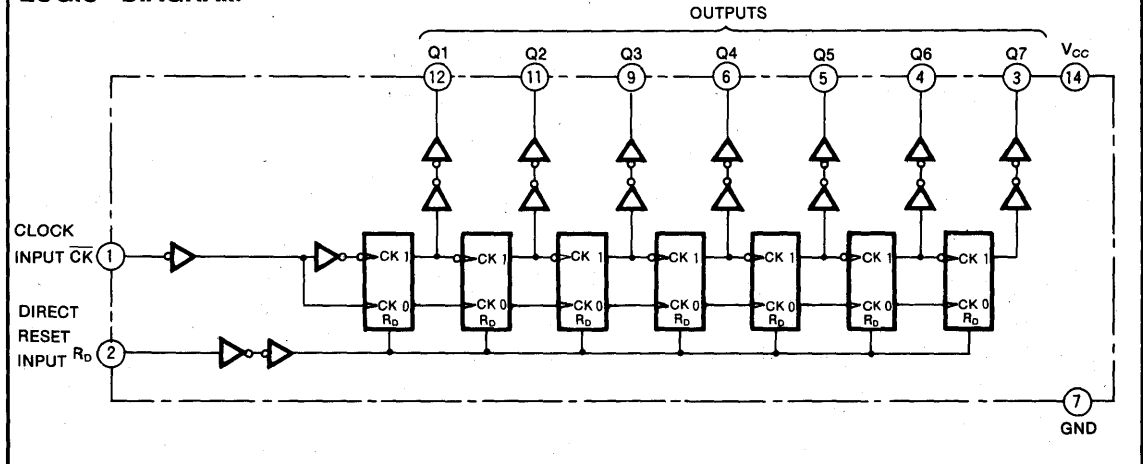 OUTPUTS
Q1 Q2 Q3 Q4 Q5 Q6 Q7 VCC
12 11 9 6 5 4 3 14
CLOCK
INPUT CK 1
CK 1 CK 1 CK 1 CK 1 CK 1 CK 1 CK 1
CK 0 CK 0 CK 0 CK 0 CK 0 CK 0 CK 0
RD RD RD RD RD RD RD
DIRECT
RESET
INPUT RD 2
7
GND